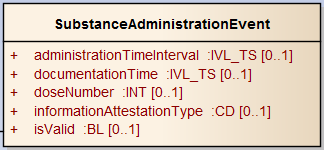 SubstanceAdministrationEvent
+ administrationTimeInterval :IVL_TS [0..1]
+ documentationTime :IVL_TS [0..1]
+ doseNumber :INT [0..1]
+ informationAttestationType :CD [0..1]
+ isValid :BL [0..1]